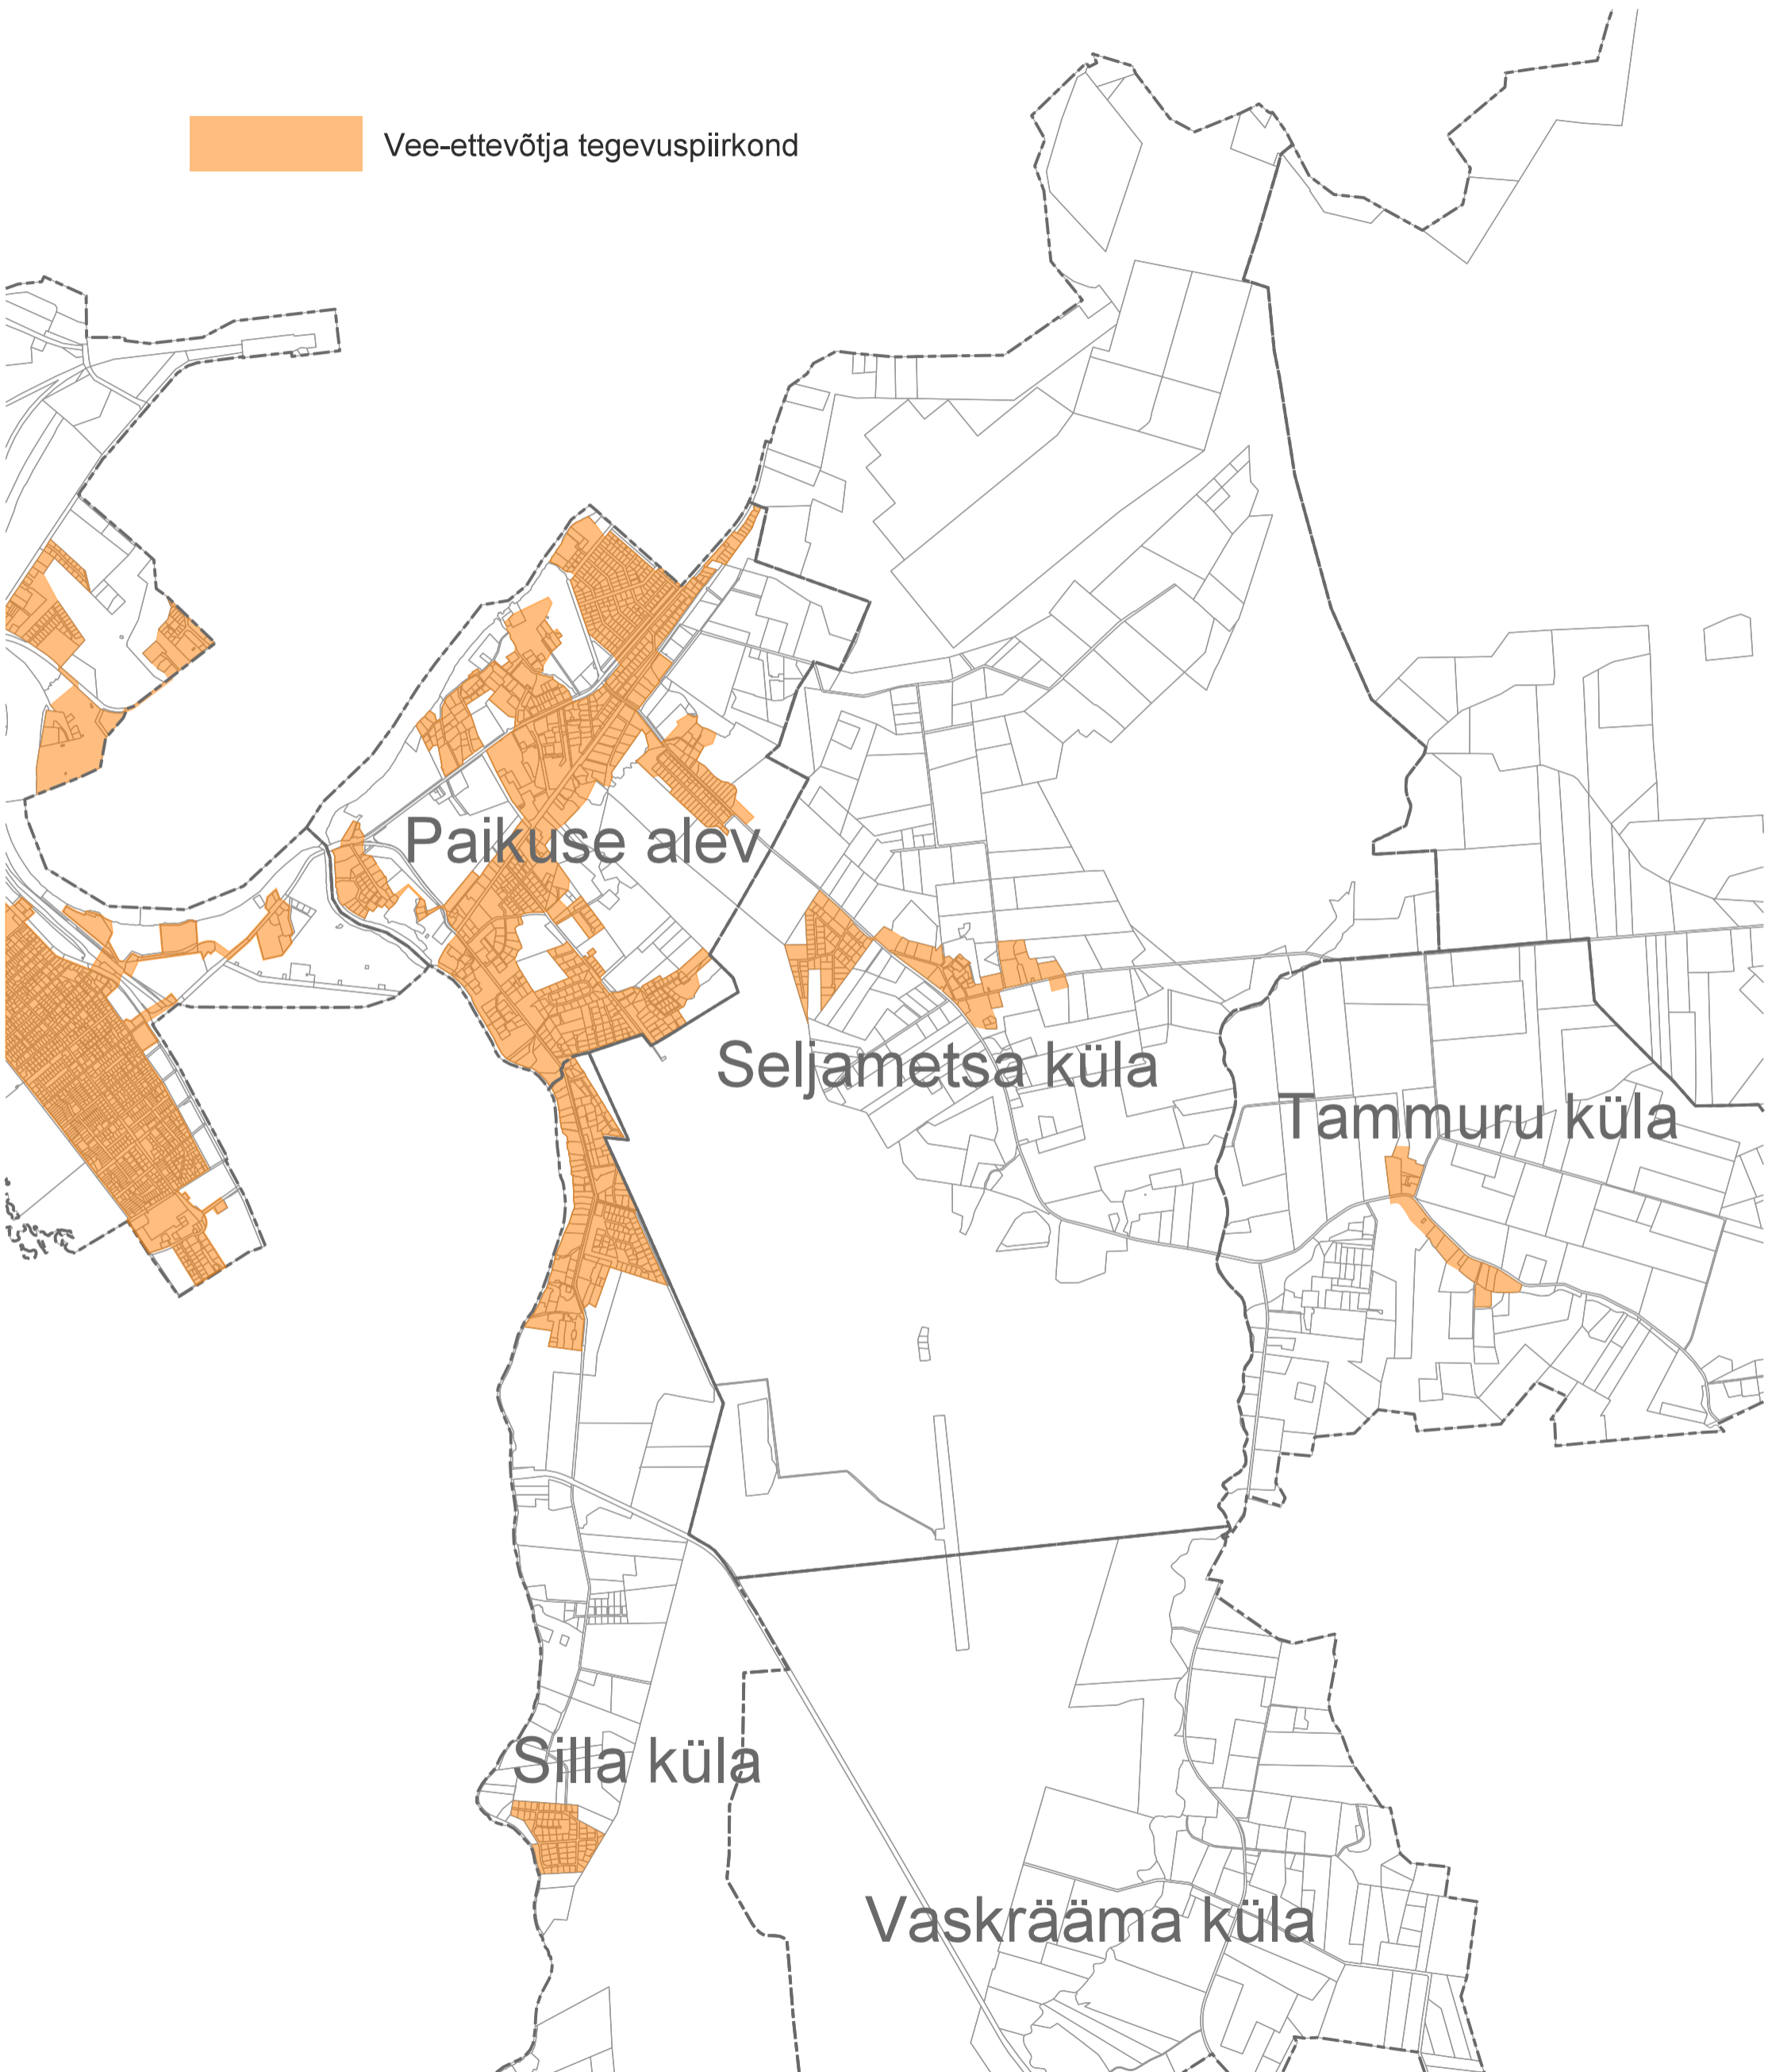 Vee-ettevõtja tegevuspiirkond
Paikuse alev
Seljametsa küla
Tammuru küla
Silla küla
Vaskrääma küla